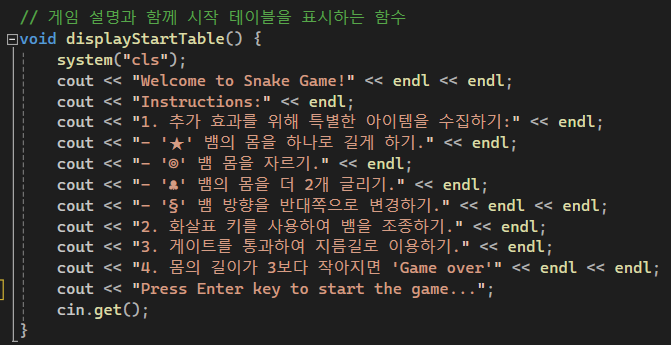 // 게임 설명과 함께 시작 테이블을 표시하는 함수
void displayStartTable() {
system("cls");
cout << "Welcome to Snake Game!" << endl << endl;
cout << "Instructions:" << endl;
cout << "1. 추가 효과를 위해 특별한 아이템을 수집하기:" << endl;
cout << "- '★' 뱀의 몸을 하나로 길게 하기." << endl;
cout << "- '⊚' 뱀 몸을 자르기." << endl;
cout << "- '♣' 뱀의 몸을 더 2개 글리기." << endl;
cout << "- '§' 뱀 방향을 반대쪽으로 변경하기." << endl << endl;
cout << "2. 화살표 키를 사용하여 뱀을 조종하기." << endl;
cout << "3. 게이트를 통과하여 지름길로 이용하기." << endl;
cout << "4. 몸의 길이가 3보다 작아지면 'Game over'" << endl << endl;
cout << "Press Enter key to start the game...";
cin.get();
}